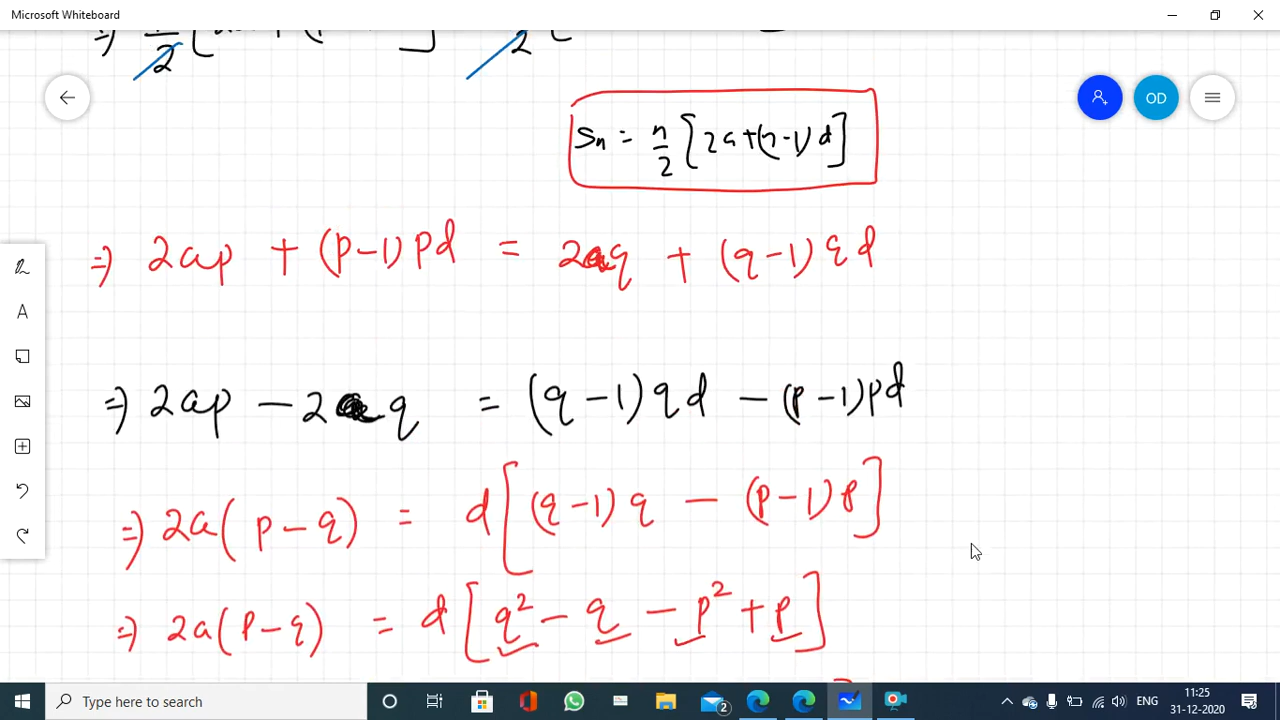 Microsoft Whiteboard
OD
Sn = n/2 [2a+(n-1)d]
=> 2ap + (p-1)pd = 2aq + (q-1)qd
=> 2ap - 2aq = (q-1)qd - (p-1)pd
=> 2a(p-q) = d[(q-1)q - (p-1)p]
=> 2a(p-q) = d[q² - q - p² + p]
A
Type here to search
2
ENG
11:25
31-12-2020